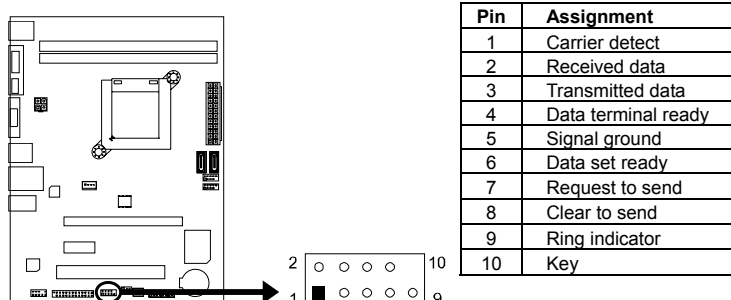 Pin Assignment
1 Carrier detect
2 Received data
3 Transmitted data
4 Data terminal ready
5 Signal ground
6 Data set ready
7 Request to send
8 Clear to send
9 Ring indicator
10 Key
2 10
1 9